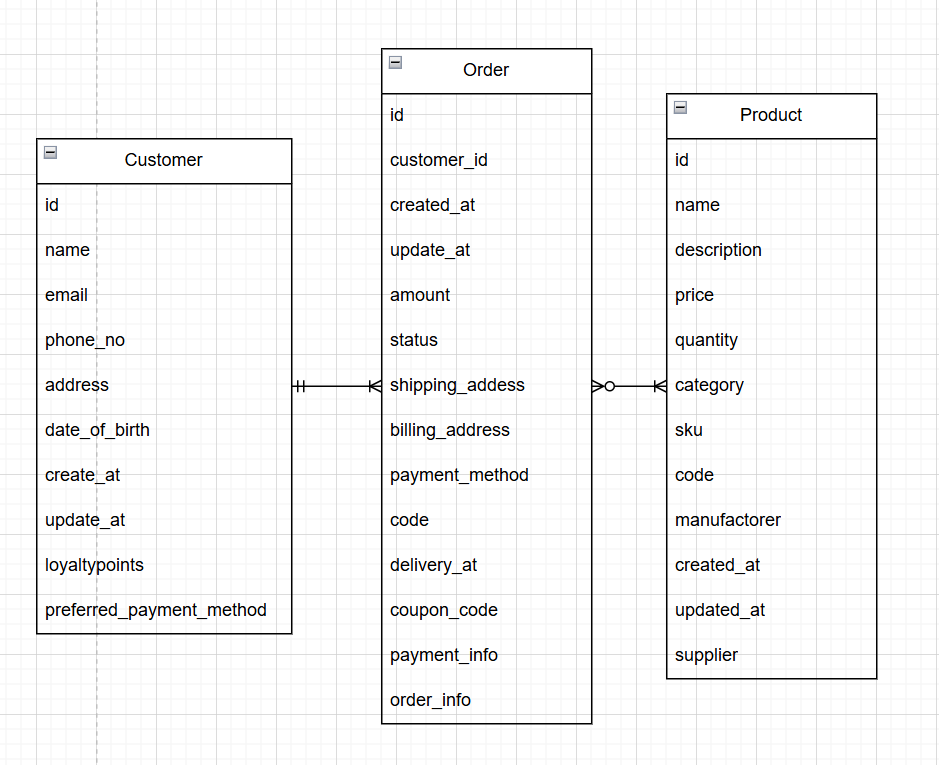 Customer
id
name
email
phone_no
address
date_of_birth
create_at
update_at
loyaltypoints
preferred_payment_method
Order
id
customer_id
created_at
update_at
amount
status
shipping_addess
billing_address
payment_method
code
delivery_at
coupon_code
payment_info
order_info
Product
id
name
description
price
quantity
category
sku
code
manufactorer
created_at
updated_at
supplier